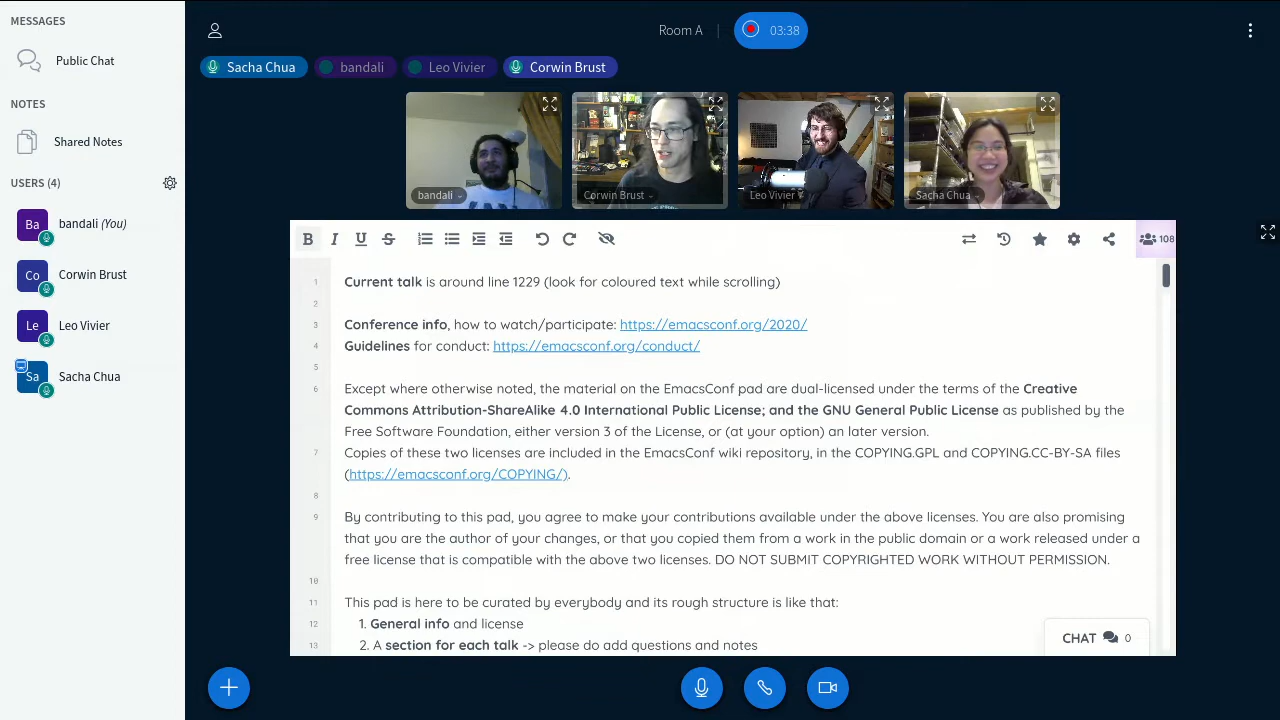 MESSAGES
Public Chat
NOTES
Shared Notes
USERS (4)
Ba bandali (You)
Co Corwin Brust
Le Leo Vivier
Sa Sacha Chua
Room A
03:38
Sacha Chua bandali Leo Vivier Corwin Brust
bandali Corwin Brust Leo Vivier Sacha Chua
B I U S 108
1 Current talk is around line 1229 (look for coloured text while scrolling)
2
3 Conference info, how to watch/participate: https://emacsconf.org/2020/
4 Guidelines for conduct: https://emacsconf.org/conduct/
5
6 Except where otherwise noted, the material on the EmacsConf pad are dual-licensed under the terms of the Creative
Commons Attribution-ShareAlike 4.0 International Public License; and the GNU General Public License as published by the
Free Software Foundation, either version 3 of the License, or (at your option) an later version.
7 Copies of these two licenses are included in the EmacsConf wiki repository, in the COPYING.GPL and COPYING.CC-BY-SA files
(https://emacsconf.org/COPYING/).
8
9 By contributing to this pad, you agree to make your contributions available under the above licenses. You are also promising
that you are the author of your changes, or that you copied them from a work in the public domain or a work released under a
free license that is compatible with the above two licenses. DO NOT SUBMIT COPYRIGHTED WORK WITHOUT PERMISSION.
10
11 This pad is here to be curated by everybody and its rough structure is like that:
12 1. General info and license
13 2. A section for each talk -> please do add questions and notes
CHAT 0